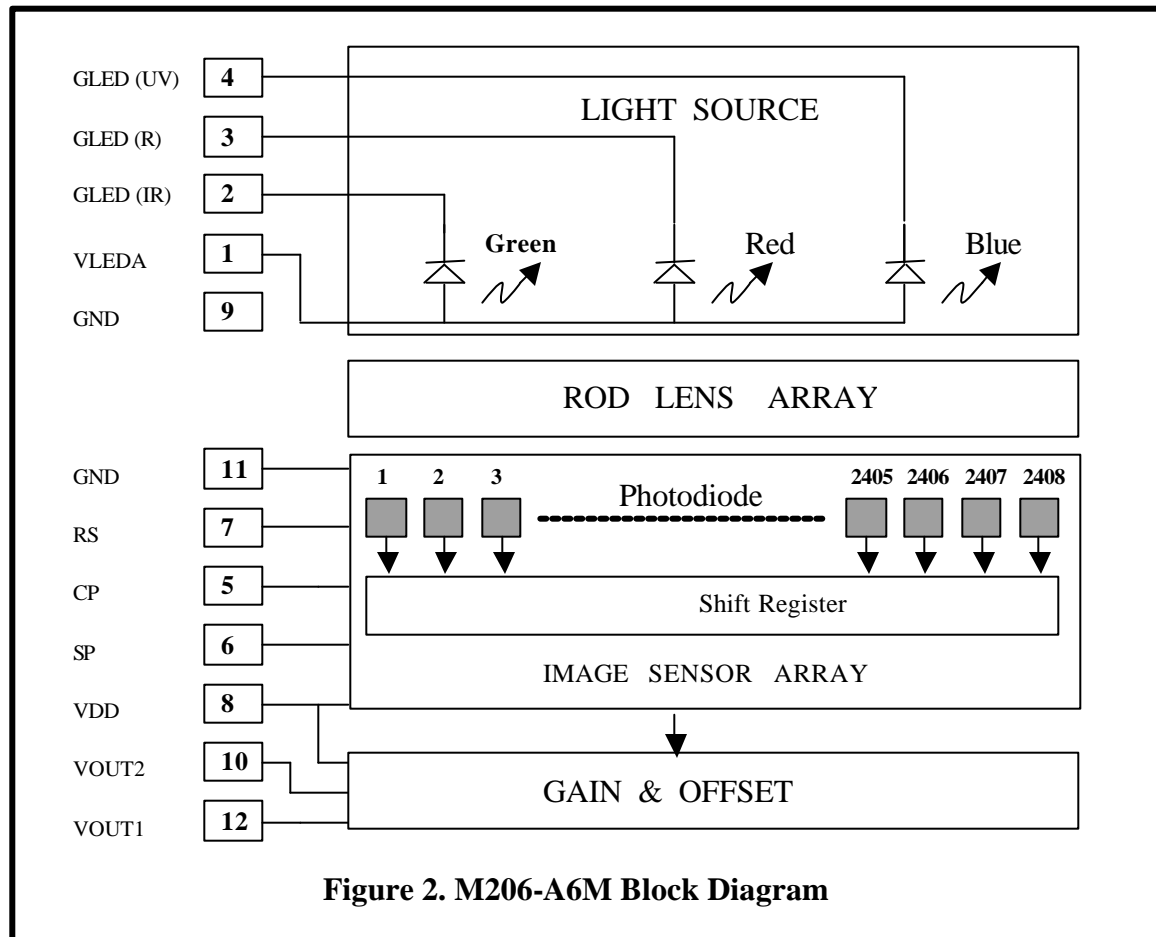 GLED (UV) 4
LIGHT SOURCE
GLED (R) 3
GLED (IR) 2
Green Red Blue
VLEDA 1
GND 9
ROD LENS ARRAY
GND 11
1 2 3 2405 2406 2407 2408
Photodiode
RS 7
CP 5
Shift Register
SP 6
IMAGE SENSOR ARRAY
VDD 8
VOUT2 10
GAIN & OFFSET
VOUT1 12
Figure 2. M206-A6M Block Diagram